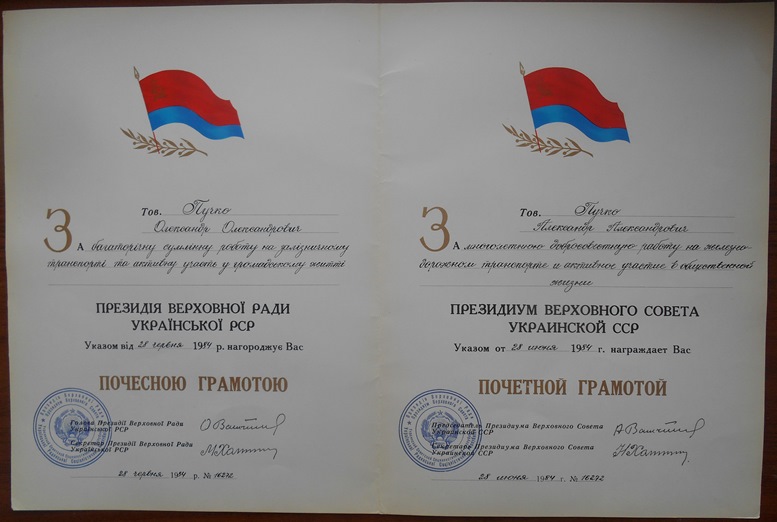 Тов. Пучко
Олександр Олександрович
ЗА багаторічну сумлінну роботу на залізничному
транспорті та активну участь у громадському житті
ПРЕЗИДІЯ ВЕРХОВНОЇ РАДИ
УКРАЇНСЬКОЇ РСР
Указом від 28 червня 1984 р. нагороджує Вас
ПОЧЕСНОЮ ГРАМОТОЮ
Голова Президії Верховної Ради
Української РСР
Секретар Президії Верховної Ради
Української РСР
28 червня 1984 р. № 16272
Тов. Пучко
Александр Александрович
ЗА многолетнюю добросовестную работу на железно-
дорожном транспорте и активное участие в общественной
жизни
ПРЕЗИДИУМ ВЕРХОВНОГО СОВЕТА
УКРАИНСКОЙ ССР
Указом от 28 июня 1984 г. награждает Вас
ПОЧЕТНОЙ ГРАМОТОЙ
Председатель Президиума Верховного Совета
Украинской ССР
Секретарь Президиума Верховного Совета
Украинской ССР
28 июня 1984 г. № 16272